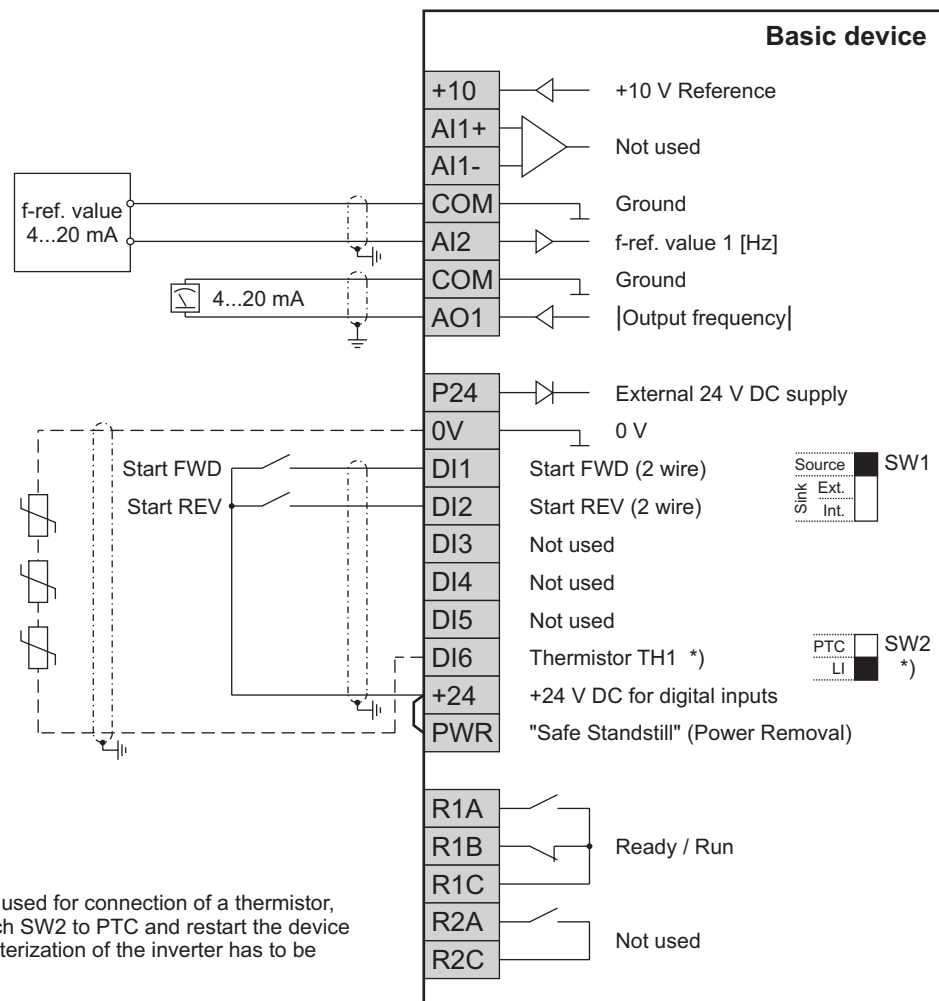 Basic device
+10 +10 V Reference
AI1+
Not used
AI1-
COM Ground
f-ref. value
4...20 mA
AI2 f-ref. value 1 [Hz]
COM Ground
4...20 mA
AO1 |Output frequency|
P24 External 24 V DC supply
0V 0 V
Start FWD DI1 Start FWD (2 wire)
Source SW1
Sink
Ext.
Int.
Start REV DI2 Start REV (2 wire)
DI3 Not used
DI4 Not used
DI5 Not used
DI6 Thermistor TH1 *)
PTC SW2
LI *)
+24 +24 V DC for digital inputs
PWR "Safe Standstill" (Power Removal)
R1A
R1B Ready / Run
R1C
R2A
Not used
R2C
used for connection of a thermistor,
ch SW2 to PTC and restart the device
terization of the inverter has to be